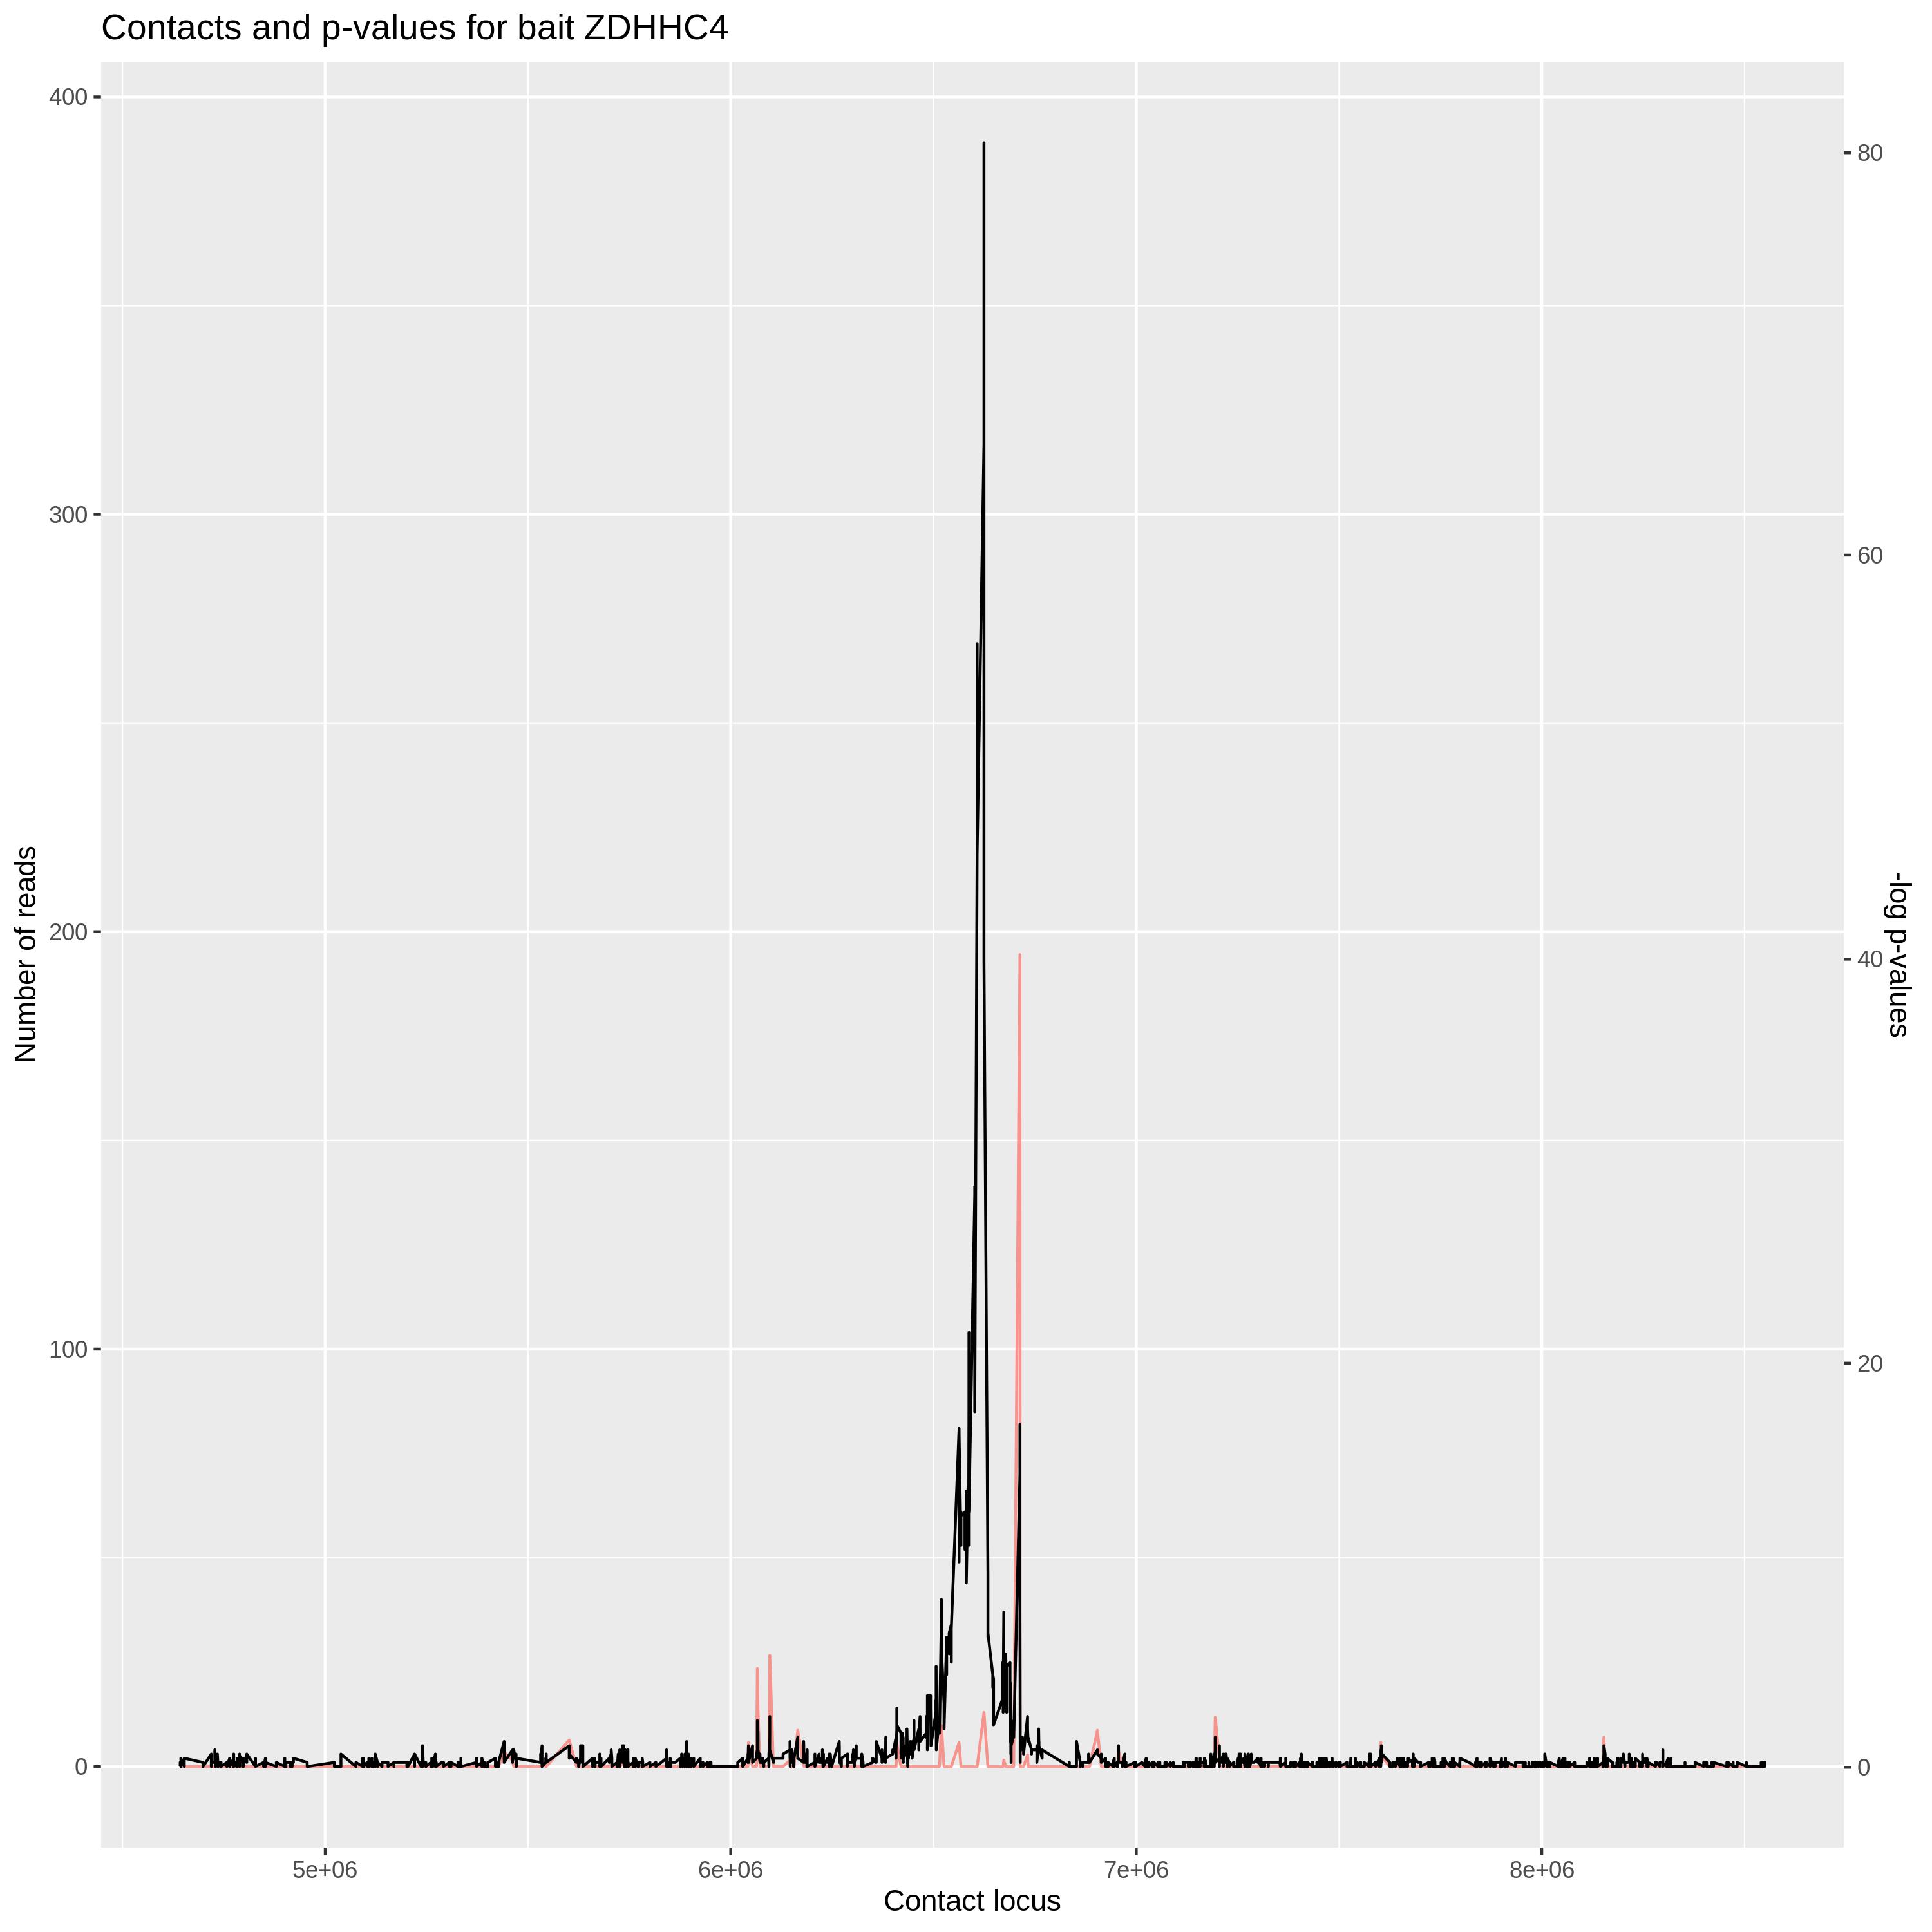 Contacts and p-values for bait ZDHHC4
400
300
200
100
0
Number of reads
80
60
40
20
0
-log p-values
5e+06
6e+06
7e+06
8e+06
Contact locus